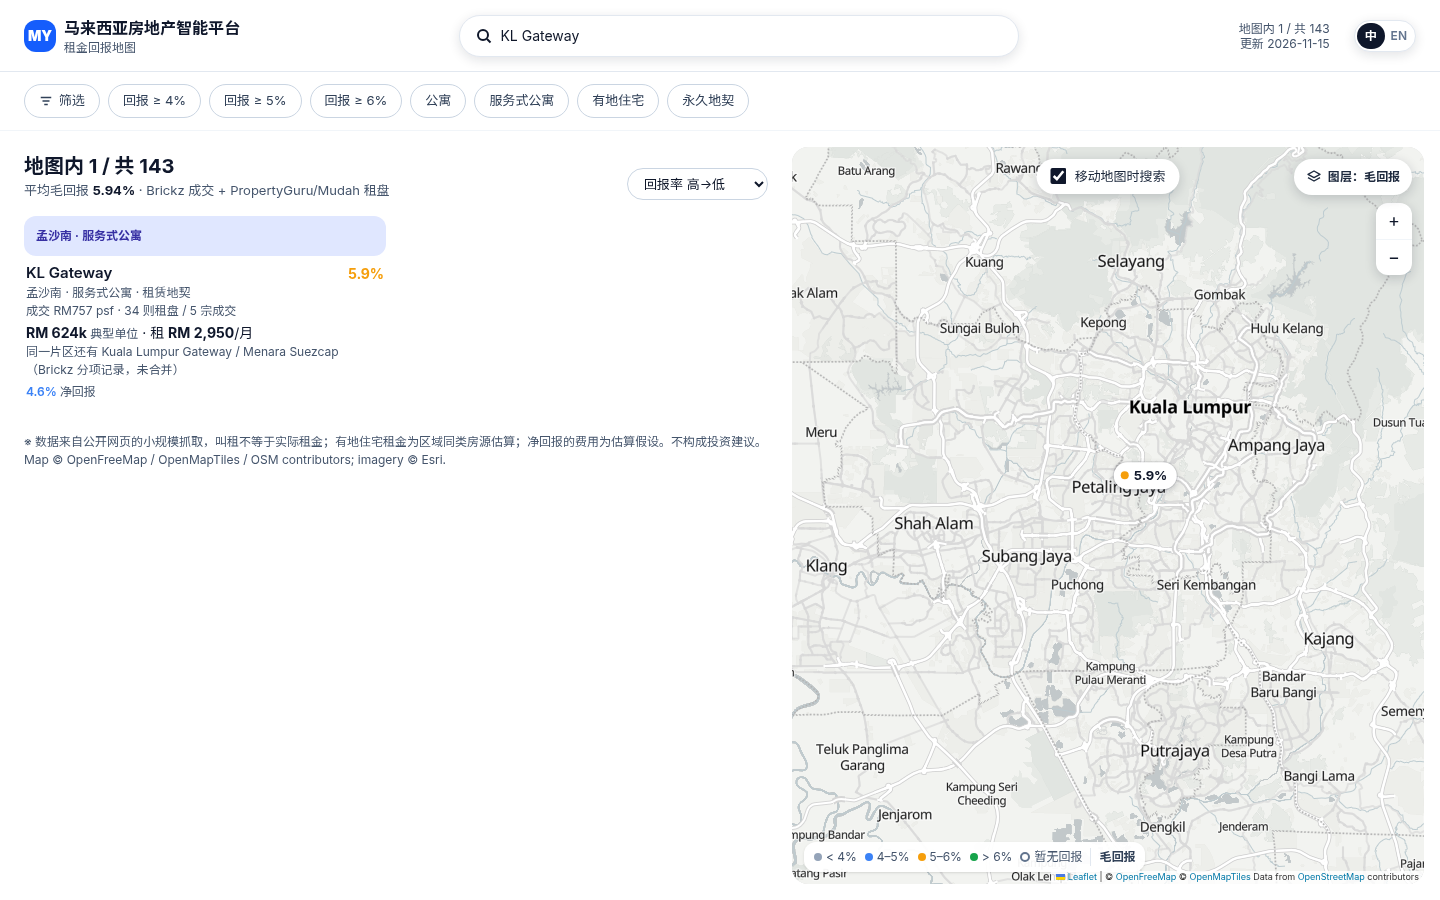 MY
马来西亚房地产智能平台
租金回报地图
KL Gateway
地图内 1 / 共 143
更新 2026-11-15
中 EN
筛选 回报 ≥ 4% 回报 ≥ 5% 回报 ≥ 6% 公寓 服务式公寓 有地住宅 永久地契
地图内 1 / 共 143
平均毛回报 5.94% · Brickz 成交 + PropertyGuru/Mudah 租盘
回报率 高→低
孟沙南 · 服务式公寓
KL Gateway 5.9%
孟沙南 · 服务式公寓 · 租赁地契
成交 RM757 psf · 34 则租盘 / 5 宗成交
RM 624k 典型单位 · 租 RM 2,950/月
同一片区还有 Kuala Lumpur Gateway / Menara Suezcap
（Brickz 分项记录，未合并）
4.6% 净回报
※ 数据来自公开网页的小规模抓取，叫租不等于实际租金；有地住宅租金为区域同类房源估算；净回报的费用为估算假设。不构成投资建议。
Map © OpenFreeMap / OpenMapTiles / OSM contributors; imagery © Esri.
移动地图时搜索
图层：毛回报
+
−
Batu Arang
Rawang
Kuang
Selayang
ak Alam
Gombak
Sungai Buloh
Kepong
Hulu Kelang
Kuala Lumpur
Meru
Dusun Tua
Ampang Jaya
5.9%
Petaling Jaya
Shah Alam
Subang Jaya
Klang
Puchong
Seri Kembangan
Kajang
Kampung
Pulau Meranti
Bandar
Baru Bangi
Semeny
Teluk Panglima
Garang
Putrajaya
Kampung
Desa Putra
Bangi Lama
Kampung Seri
Cheeding
Jenjarom
Dengkil
Jenderam
mpung Bandar
< 4% 4–5% 5–6% > 6% 暂无回报 毛回报
atang Pasir
Olak Le
Pajar
Leaflet | © OpenFreeMap © OpenMapTiles Data from OpenStreetMap contributors